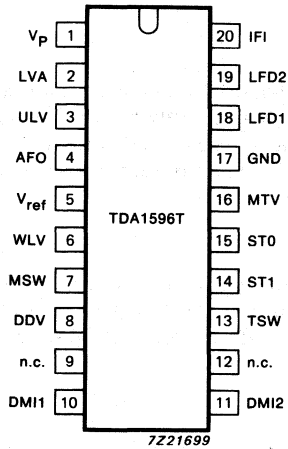 VP 1 20 IFI
LVA 2 19 LFD2
ULV 3 18 LFD1
AFO 4 17 GND
Vref 5 16 MTV
TDA1596T
WLV 6 15 ST0
MSW 7 14 ST1
DDV 8 13 TSW
n.c. 9 12 n.c.
DMI1 10 11 DMI2
7Z21699